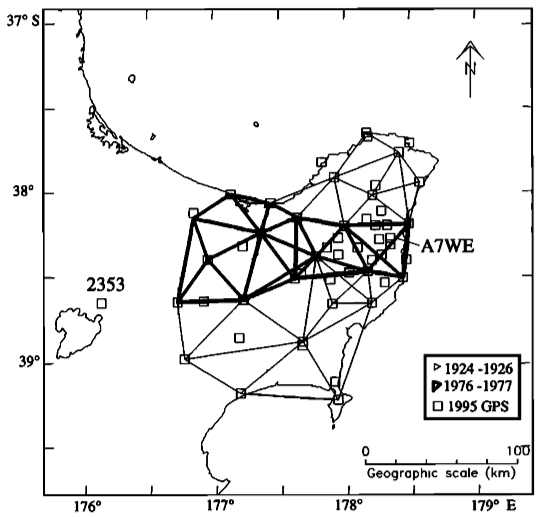 37° S
N
38°
A7WE
2353
39°
1924 -1926
1976 -1977
1995 GPS
0 100
Geographic scale (km)
176° 177° 178° 179° E